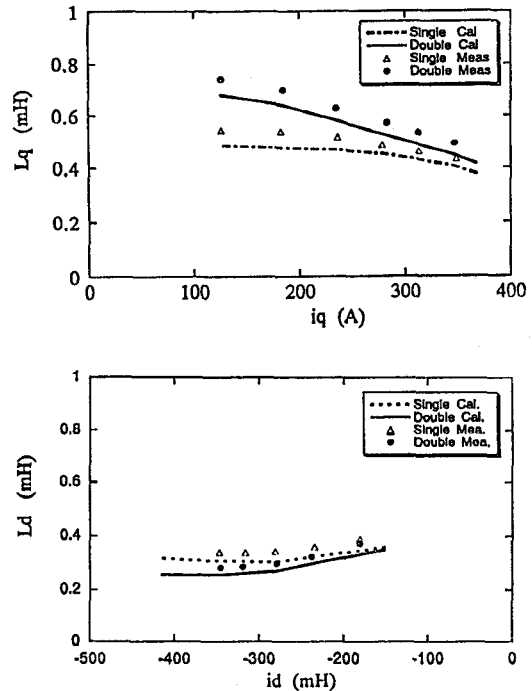 1
0.8
0.6
0.4
0.2
0
Lq (mH)
Single Cal
Double Cal
Single Meas
Double Meas
0
100
200
300
400
iq (A)
1
0.8
0.6
0.4
0.2
0
Ld (mH)
Single Cal.
Double Cal.
Single Mea.
Double Mea.
-500
-400
-300
-200
-100
0
id (mH)